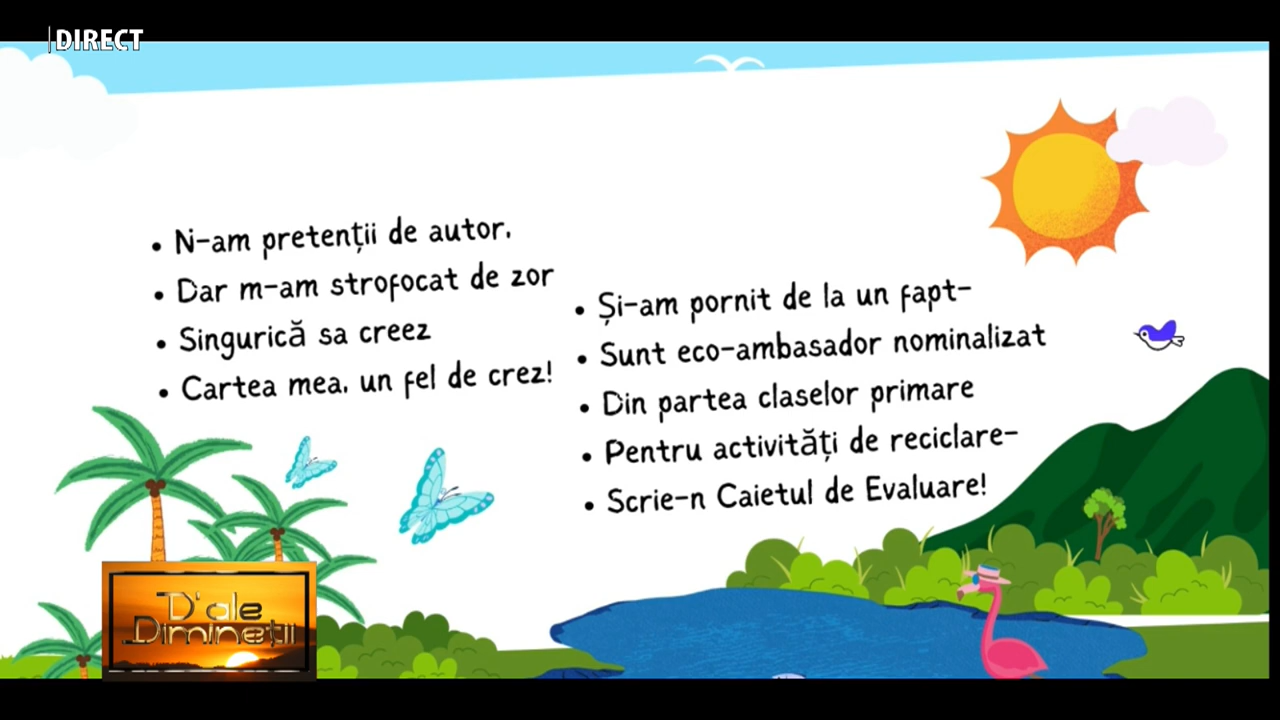 DIRECT
• N-am pretenții de autor,
• Dar m-am strofocat de zor
• Singurică sa creez
• Cartea mea, un fel de crez!
• Și-am pornit de la un fapt-
• Sunt eco-ambasador nominalizat
• Din partea claselor primare
• Pentru activități de reciclare-
• Scrie-n Caietul de Evaluare!
D'ale
Dimineții